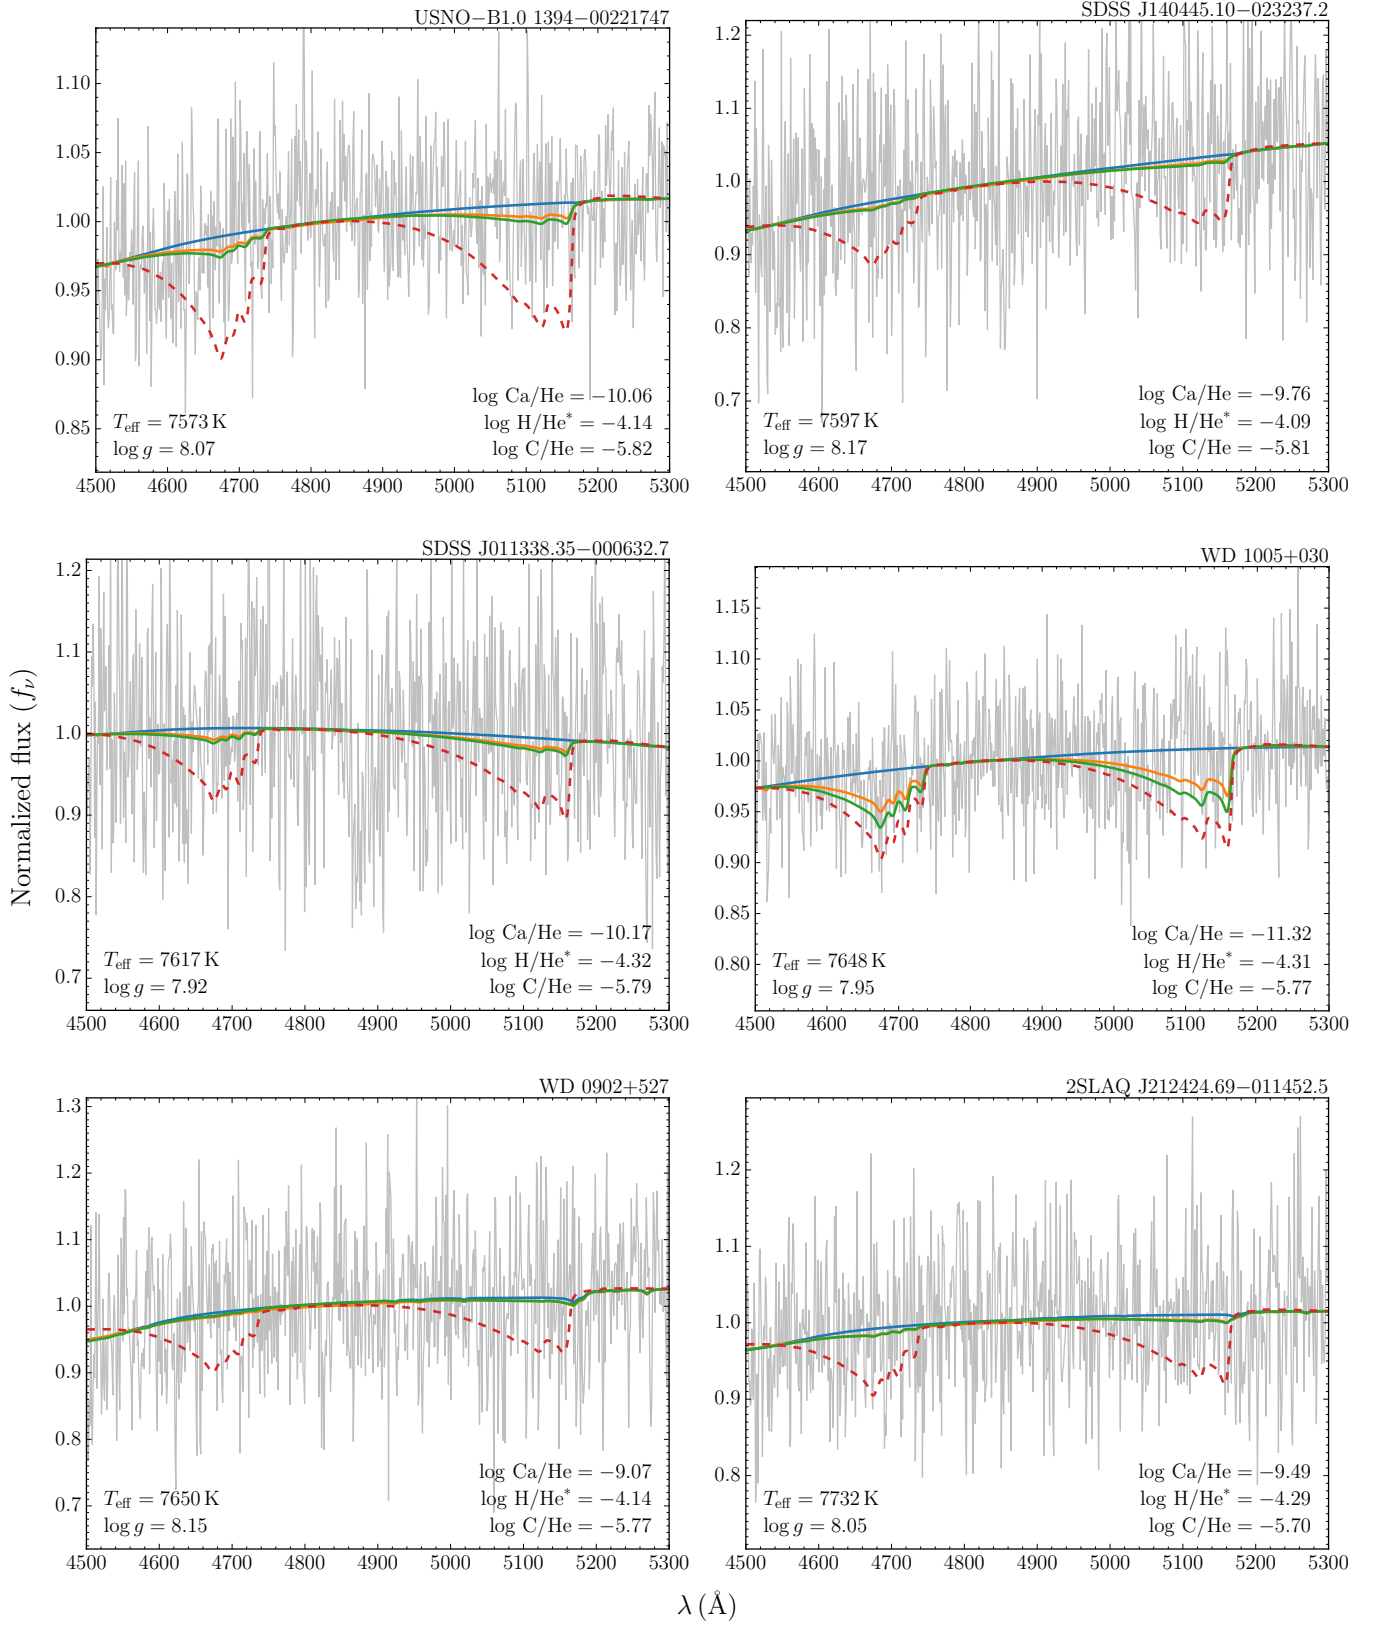 USNO−B1.0 1394−00221747
1.10
1.05
1.00
0.95
0.90
0.85
T_eff = 7573 K
log g = 8.07
log Ca/He = −10.06
log H/He* = −4.14
log C/He = −5.82
4500 4600 4700 4800 4900 5000 5100 5200 5300
SDSS J140445.10−023237.2
1.2
1.1
1.0
0.9
0.8
0.7
T_eff = 7597 K
log g = 8.17
log Ca/He = −9.76
log H/He* = −4.09
log C/He = −5.81
4500 4600 4700 4800 4900 5000 5100 5200 5300
Normalized flux (f_ν)
SDSS J011338.35−000632.7
1.2
1.1
1.0
0.9
0.8
0.7
T_eff = 7617 K
log g = 7.92
log Ca/He = −10.17
log H/He* = −4.32
log C/He = −5.79
4500 4600 4700 4800 4900 5000 5100 5200 5300
WD 1005+030
1.15
1.10
1.05
1.00
0.95
0.90
0.85
0.80
T_eff = 7648 K
log g = 7.95
log Ca/He = −11.32
log H/He* = −4.31
log C/He = −5.77
4500 4600 4700 4800 4900 5000 5100 5200 5300
WD 0902+527
1.3
1.2
1.1
1.0
0.9
0.8
0.7
T_eff = 7650 K
log g = 8.15
log Ca/He = −9.07
log H/He* = −4.14
log C/He = −5.77
4500 4600 4700 4800 4900 5000 5100 5200 5300
2SLAQ J212424.69−011452.5
1.2
1.1
1.0
0.9
0.8
T_eff = 7732 K
log g = 8.05
log Ca/He = −9.49
log H/He* = −4.29
log C/He = −5.70
4500 4600 4700 4800 4900 5000 5100 5200 5300
λ (Å)